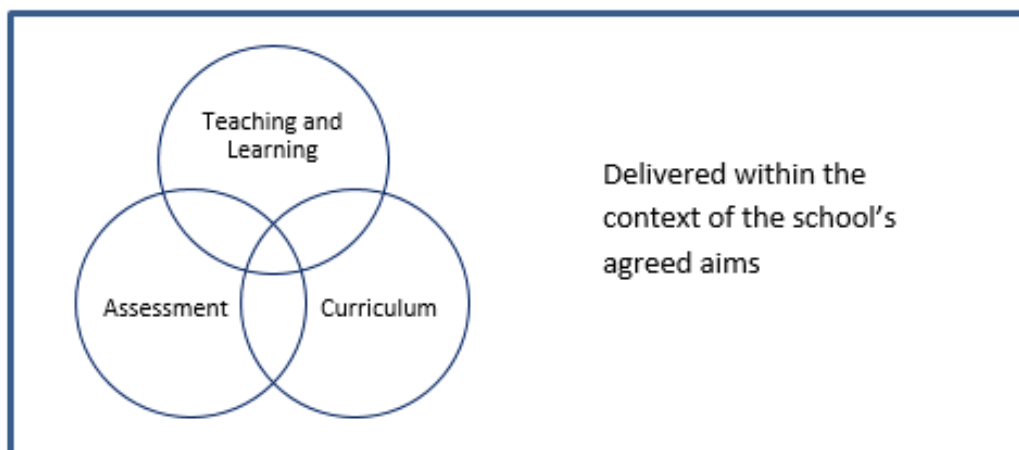 Teaching and
Learning
Assessment
Curriculum
Delivered within the
context of the school’s
agreed aims